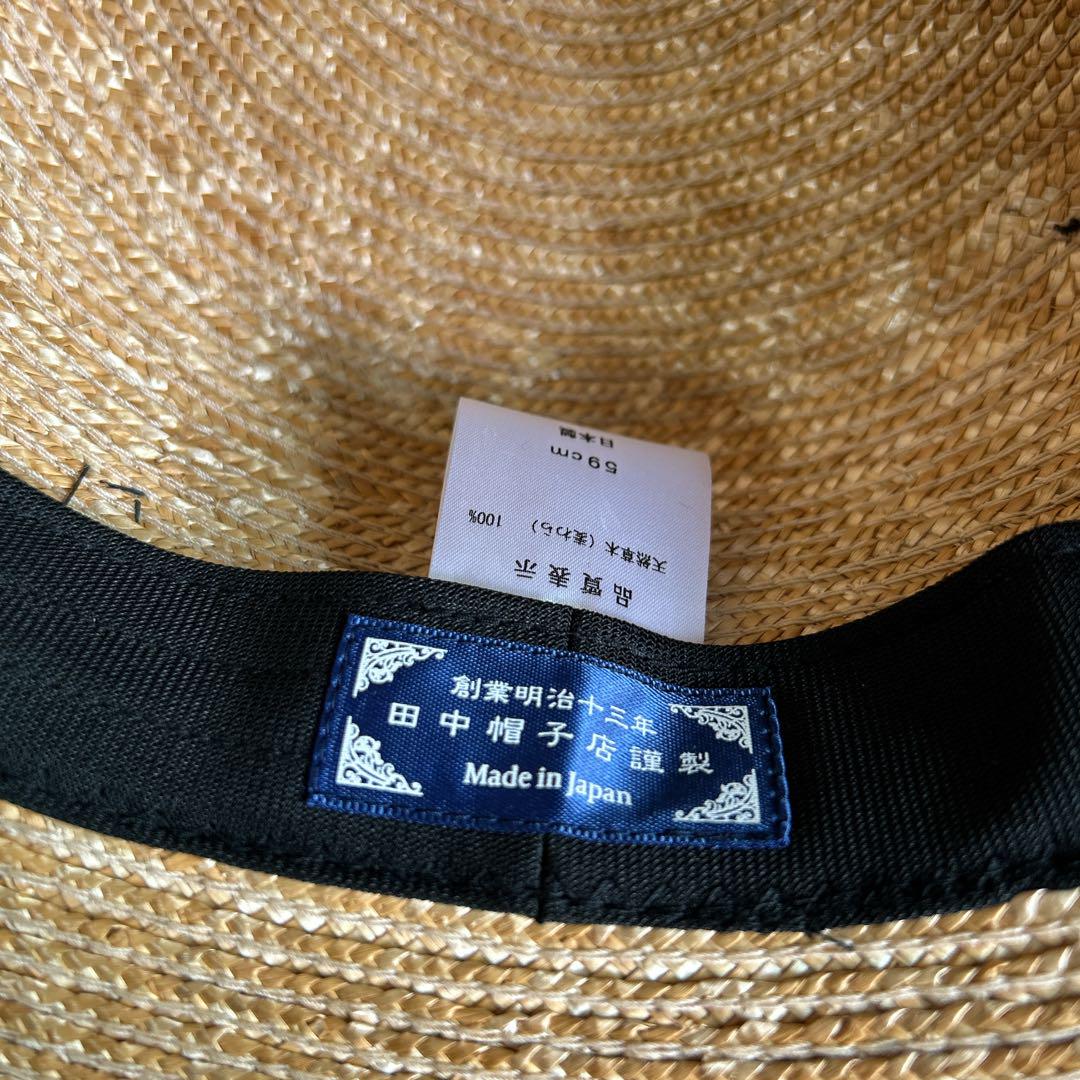 品質表示
天然草木（麦わら） 100%
59cm
日本製
創業明治十三年
田中帽子店謹製
Made in Japan